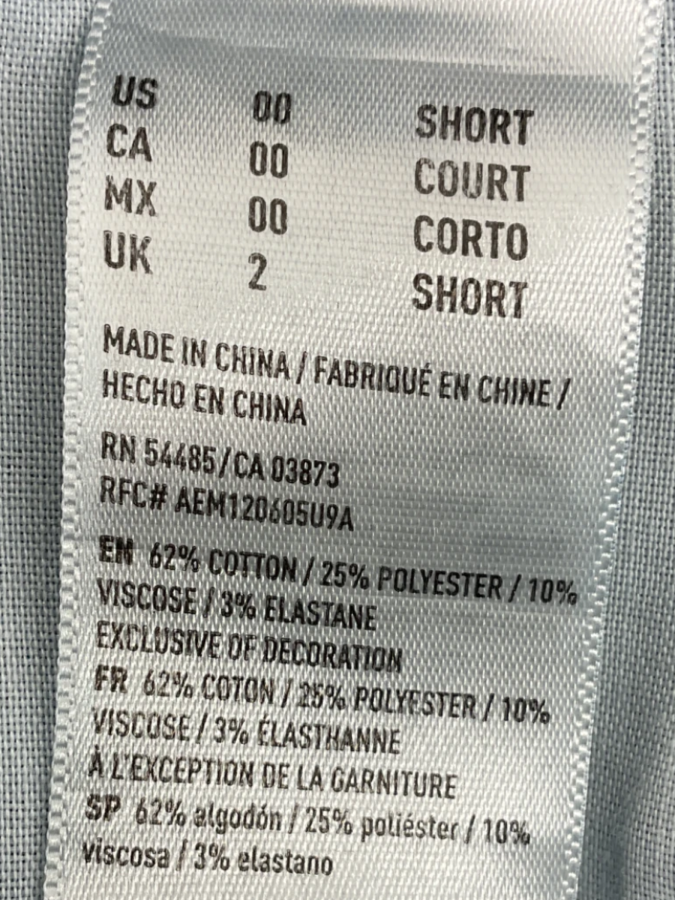 US 00 SHORT
CA 00 COURT
MX 00 CORTO
UK 2 SHORT
MADE IN CHINA / FABRIQUÉ EN CHINE /
HECHO EN CHINA
RN 54485/CA 03873
RFC# AEM120605U9A
EN 62% COTTON / 25% POLYESTER / 10%
VISCOSE / 3% ELASTANE
EXCLUSIVE OF DECORATION
FR 62% COTON / 25% POLYESTER / 10%
VISCOSE / 3% ÉLASTHANNE
À L'EXCEPTION DE LA GARNITURE
SP 62% algodón / 25% poliéster / 10%
viscosa / 3% elastano